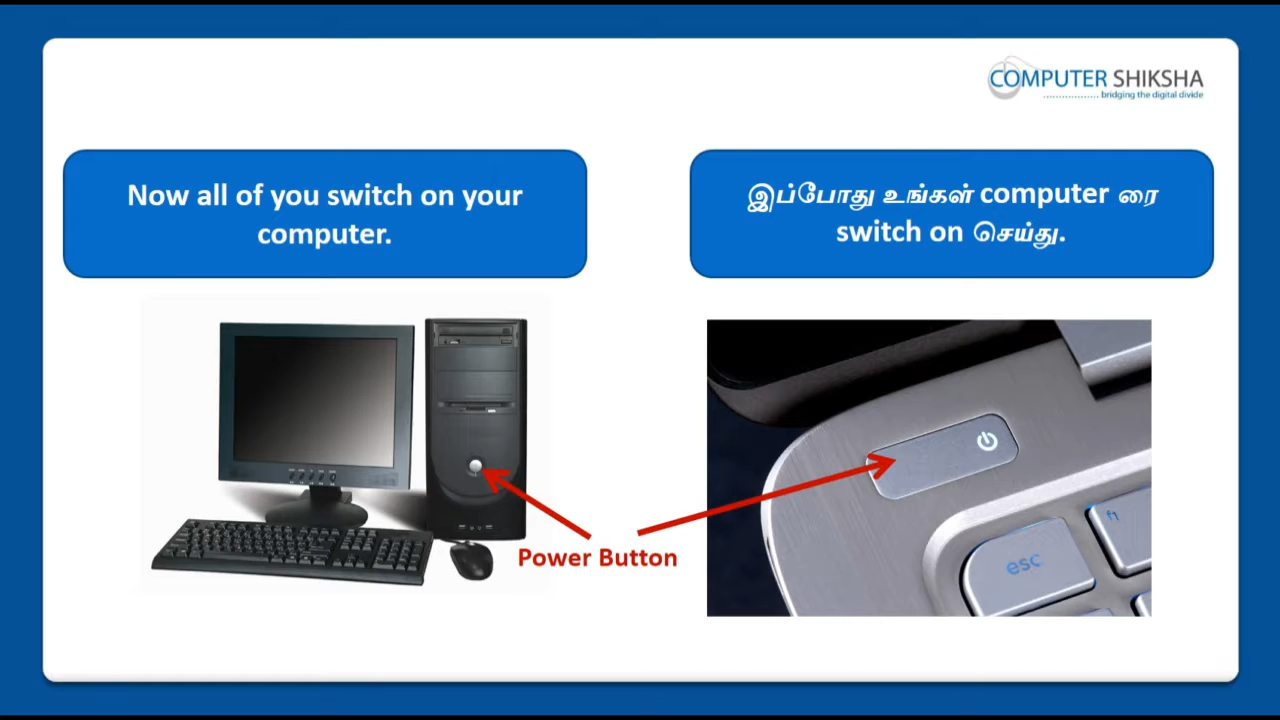 COMPUTER SHIKSHA
bridging the digital divide
Now all of you switch on your
computer.
இப்போது உங்கள் computer ரை
switch on செய்து.
Power Button
esc
f1